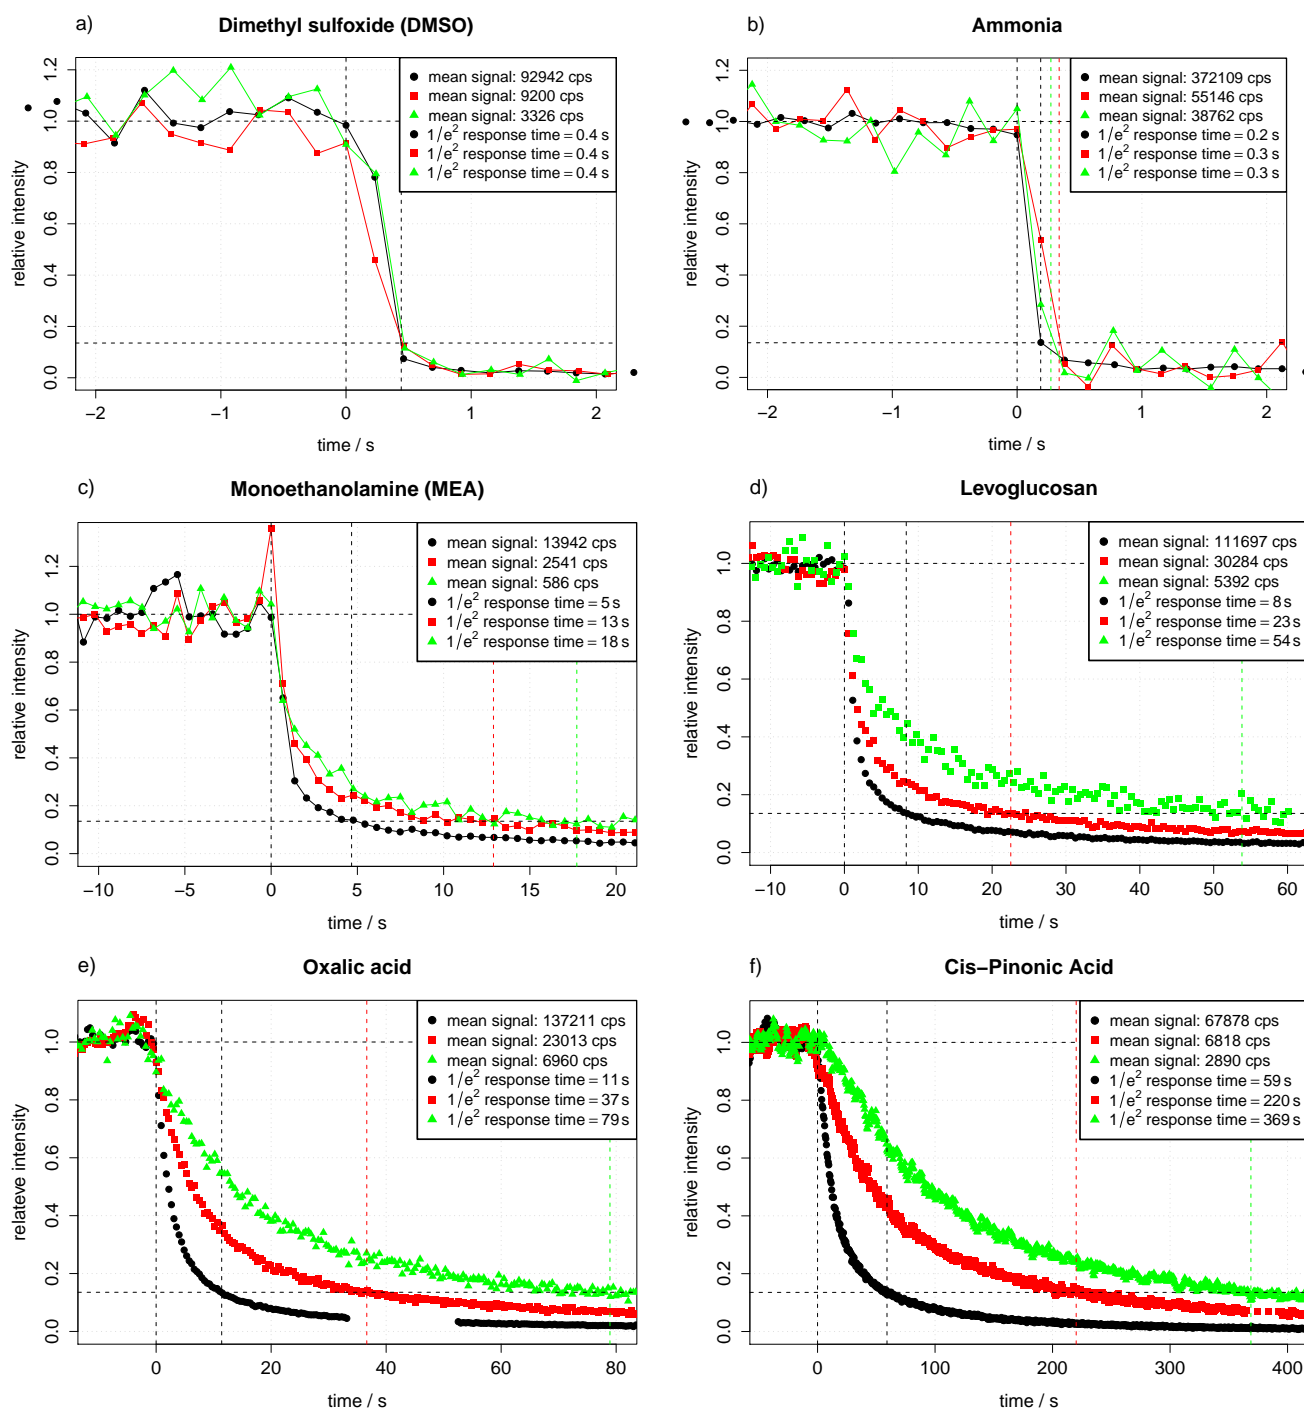 a) Dimethyl sulfoxide (DMSO)
relative intensity
0.0 0.2 0.4 0.6 0.8 1.0 1.2
mean signal: 92942 cps
mean signal: 9200 cps
mean signal: 3326 cps
1/e² response time = 0.4 s
1/e² response time = 0.4 s
1/e² response time = 0.4 s
−2 −1 0 1 2
time / s
b) Ammonia
relative intensity
0.0 0.2 0.4 0.6 0.8 1.0 1.2
mean signal: 372109 cps
mean signal: 55146 cps
mean signal: 38762 cps
1/e² response time = 0.2 s
1/e² response time = 0.3 s
1/e² response time = 0.3 s
−2 −1 0 1 2
time / s
c) Monoethanolamine (MEA)
relative intensity
0.0 0.2 0.4 0.6 0.8 1.0 1.2
mean signal: 13942 cps
mean signal: 2541 cps
mean signal: 586 cps
1/e² response time = 5 s
1/e² response time = 13 s
1/e² response time = 18 s
−10 −5 0 5 10 15 20
time / s
d) Levoglucosan
relative intensity
0.0 0.2 0.4 0.6 0.8 1.0
mean signal: 111697 cps
mean signal: 30284 cps
mean signal: 5392 cps
1/e² response time = 8 s
1/e² response time = 23 s
1/e² response time = 54 s
−10 0 10 20 30 40 50 60
time / s
e) Oxalic acid
relateve intensity
0.0 0.2 0.4 0.6 0.8 1.0
mean signal: 137211 cps
mean signal: 23013 cps
mean signal: 6960 cps
1/e² response time = 11 s
1/e² response time = 37 s
1/e² response time = 79 s
0 20 40 60 80
time / s
f) Cis−Pinonic Acid
relative intensity
0.0 0.2 0.4 0.6 0.8 1.0
mean signal: 67878 cps
mean signal: 6818 cps
mean signal: 2890 cps
1/e² response time = 59 s
1/e² response time = 220 s
1/e² response time = 369 s
0 100 200 300 400
time / s